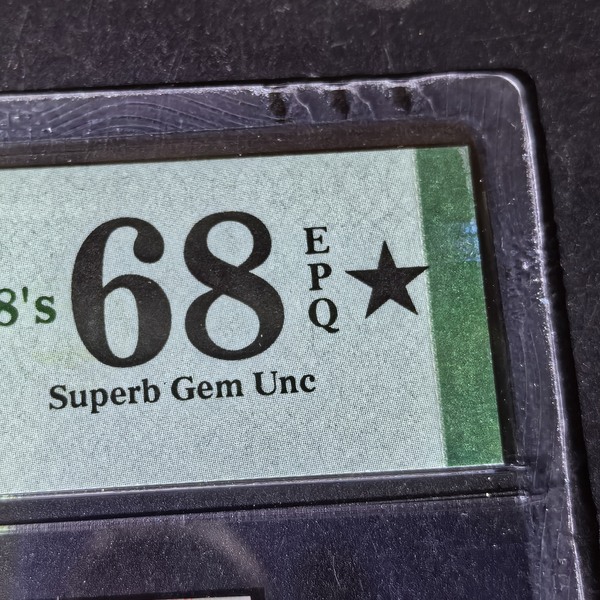 8's 68 EPQ ★
Superb Gem Unc